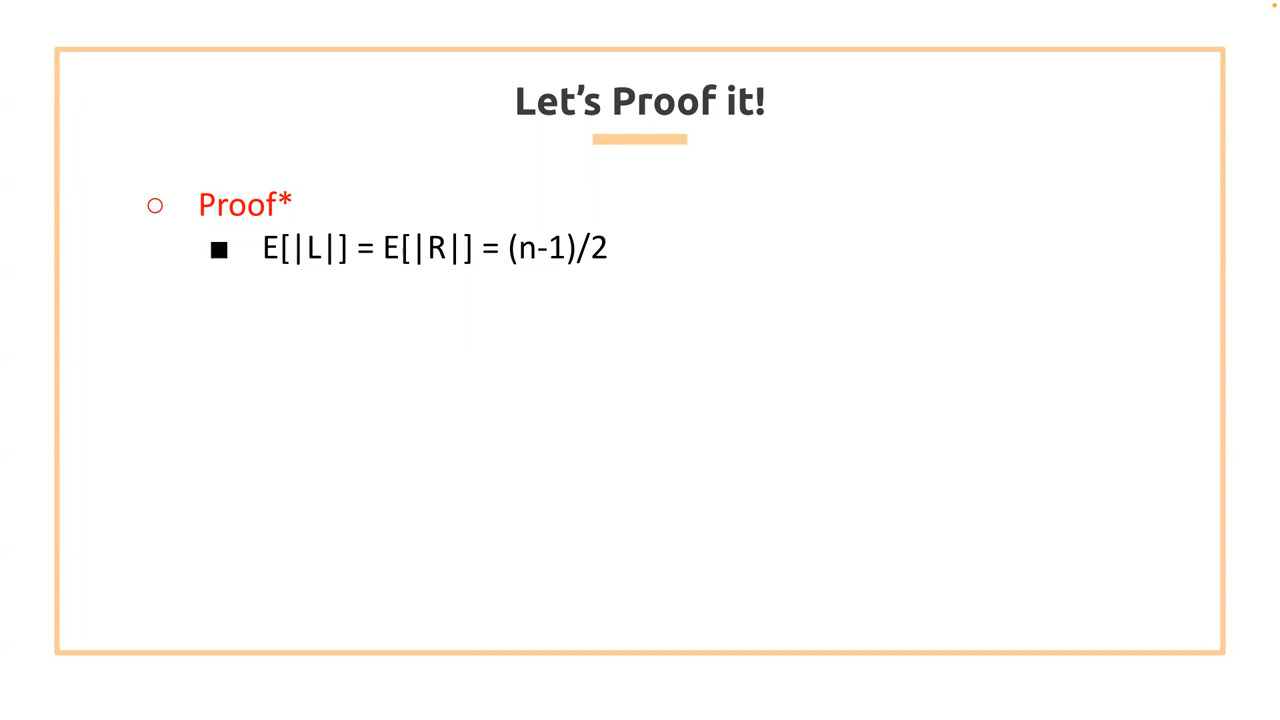 Let’s Proof it!
○ Proof*
■ E[|L|] = E[|R|] = (n-1)/2